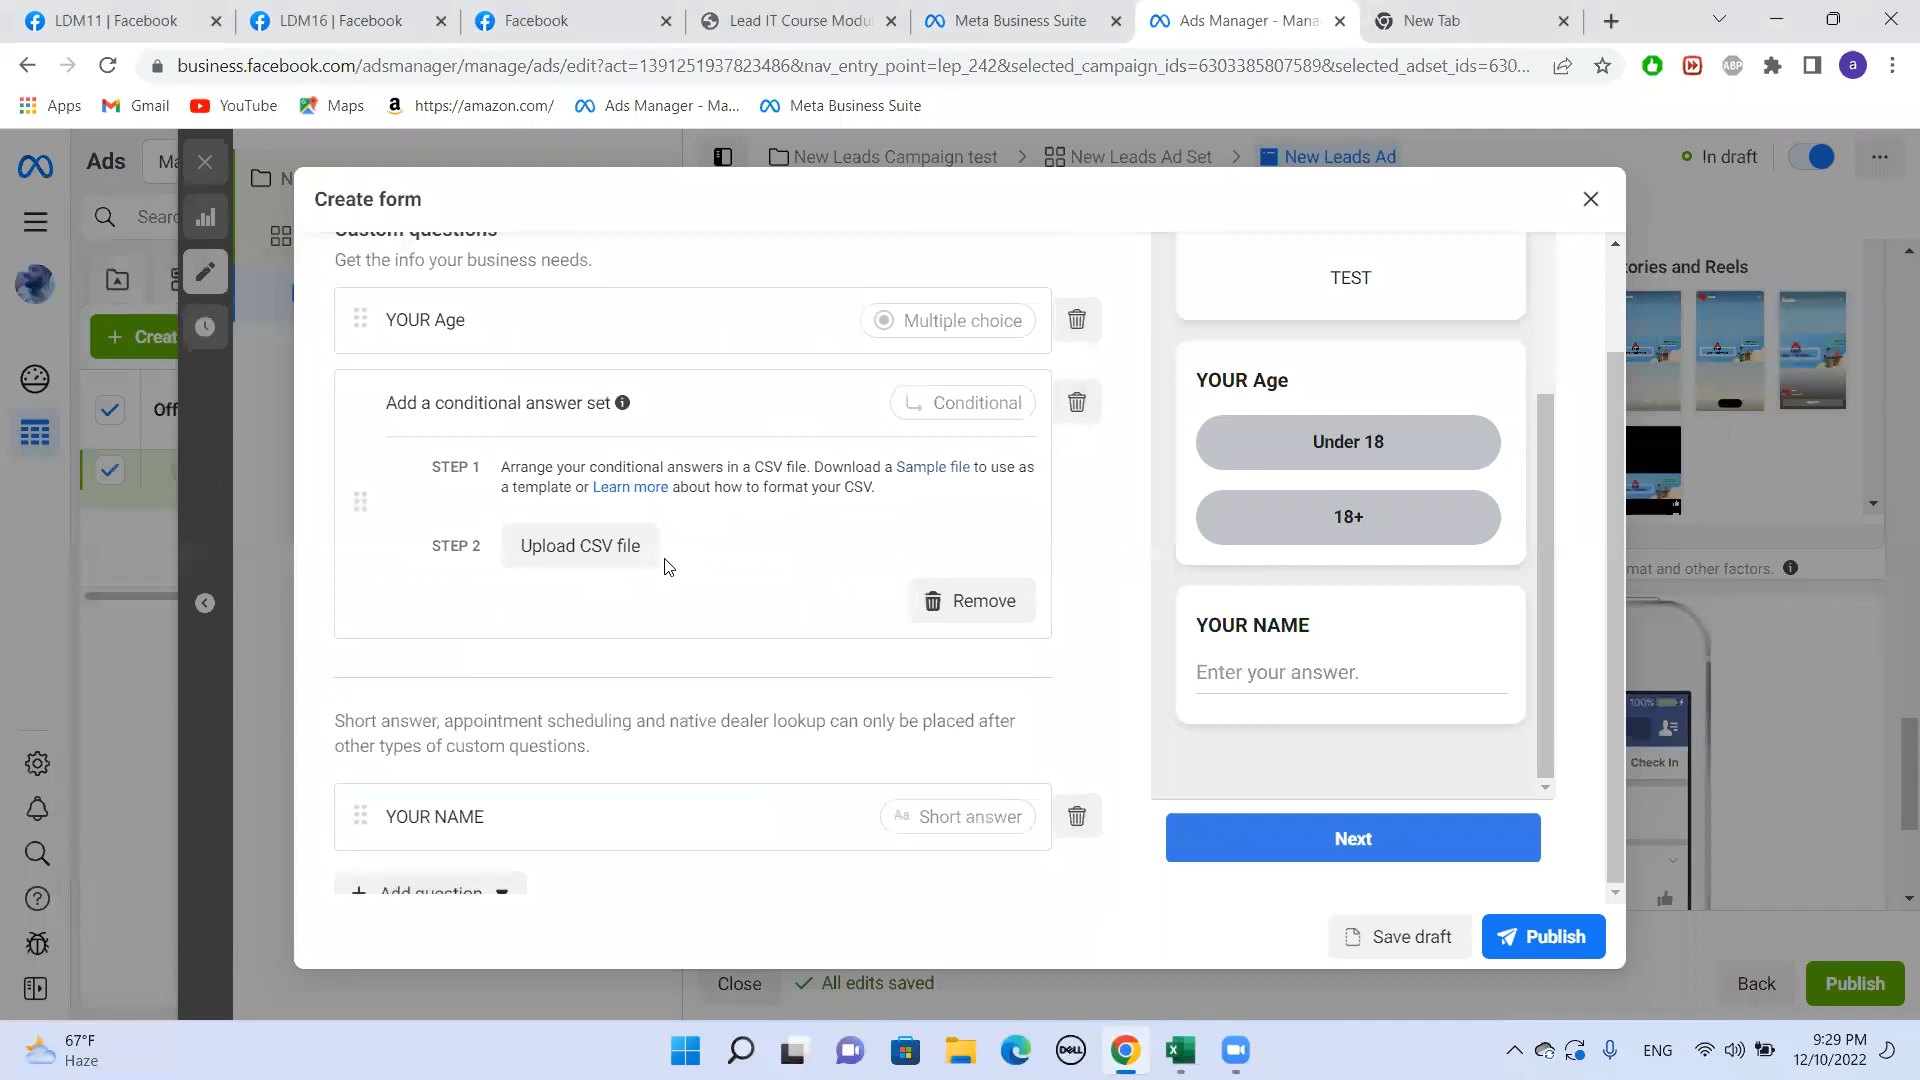 LDM11 | Facebook
LDM16 | Facebook
Facebook
Lead IT Course Modu
Meta Business Suite
Ads Manager - Mana
New Tab
business.facebook.com/adsmanager/manage/ads/edit?act=1391251937823486&nav_entry_point=lep_242&selected_campaign_ids=6303385807589&selected_adset_ids=630...
ABP
a
Apps
Gmail
YouTube
Maps
https://amazon.com/
Ads Manager - Ma...
Meta Business Suite
Ads
Ma
N
New Leads Campaign test
New Leads Ad Set
New Leads Ad
In draft
Sear
Creat
Off
Create form
Custom questions
Get the info your business needs.
YOUR Age
Multiple choice
Add a conditional answer set
Conditional
STEP 1
Arrange your conditional answers in a CSV file. Download a Sample file to use as
a template or Learn more about how to format your CSV.
STEP 2
Upload CSV file
Remove
Short answer, appointment scheduling and native dealer lookup can only be placed after
other types of custom questions.
YOUR NAME
Aa Short answer
Add question
TEST
YOUR Age
Under 18
18+
YOUR NAME
Enter your answer.
Next
Save draft
Publish
tories and Reels
mat and other factors.
100%
Check In
Close
All edits saved
Back
Publish
67°F
Haze
DELL
ENG
9:29 PM
12/10/2022